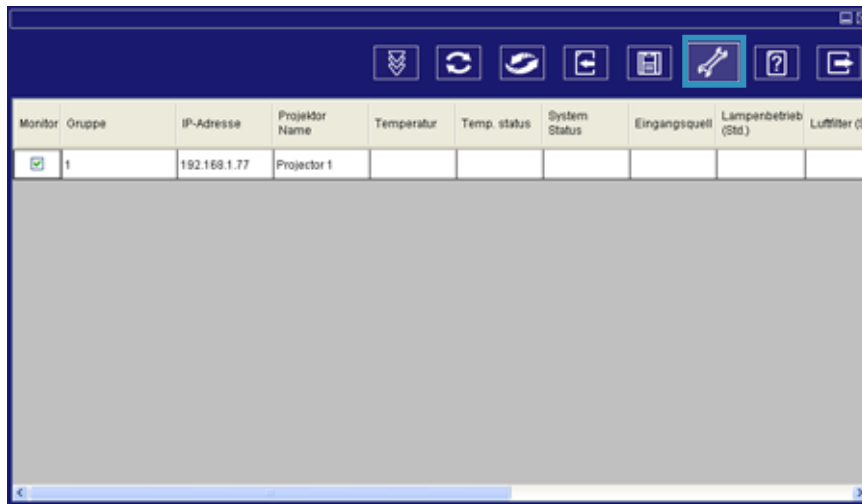 Monitor Gruppe IP-Adresse Projektor Name Temperatur Temp. status System Status Eingangsquell Lampenbetrieb (Std.) Luftfilter (S
1 192.168.1.77 Projector 1